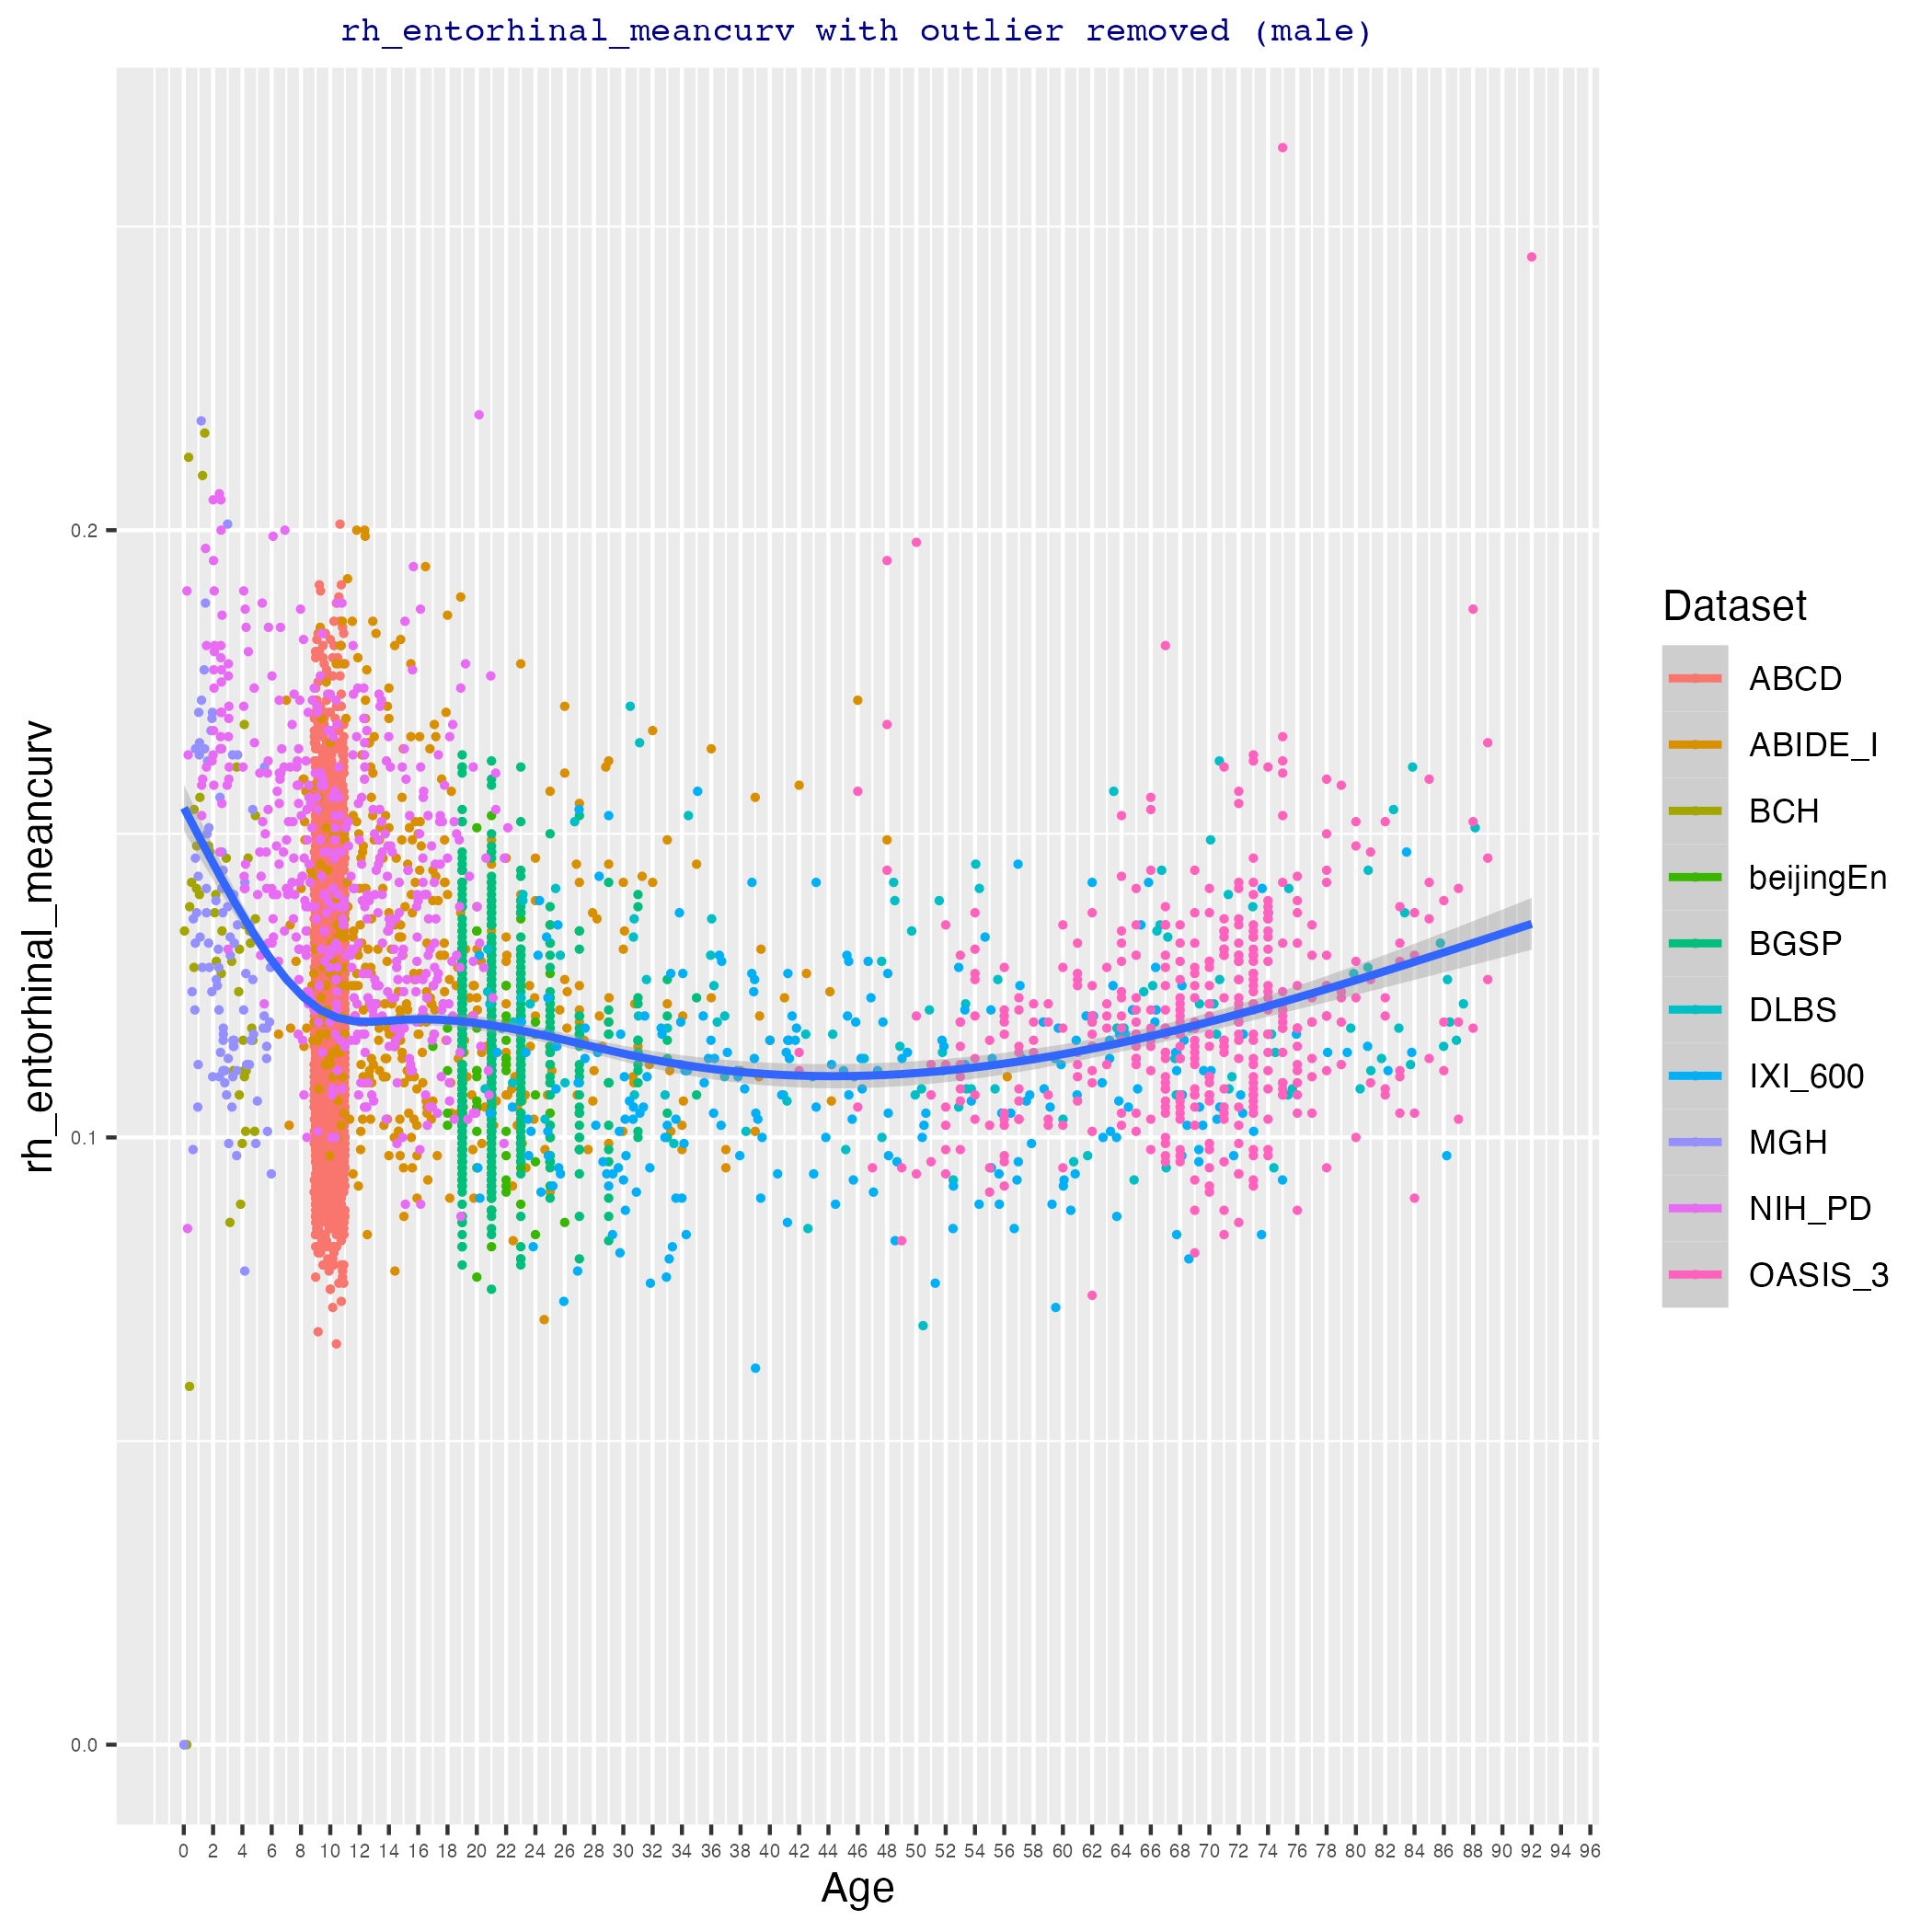 rh_entorhinal_meancurv with outlier removed (male)
rh_entorhinal_meancurv
0.2
0.1
0.0
0 2 4 6 8 10 12 14 16 18 20 22 24 26 28 30 32 34 36 38 40 42 44 46 48 50 52 54 56 58 60 62 64 66 68 70 72 74 76 78 80 82 84 86 88 90 92 94 96
Age
Dataset
ABCD
ABIDE_I
BCH
beijingEn
BGSP
DLBS
IXI_600
MGH
NIH_PD
OASIS_3